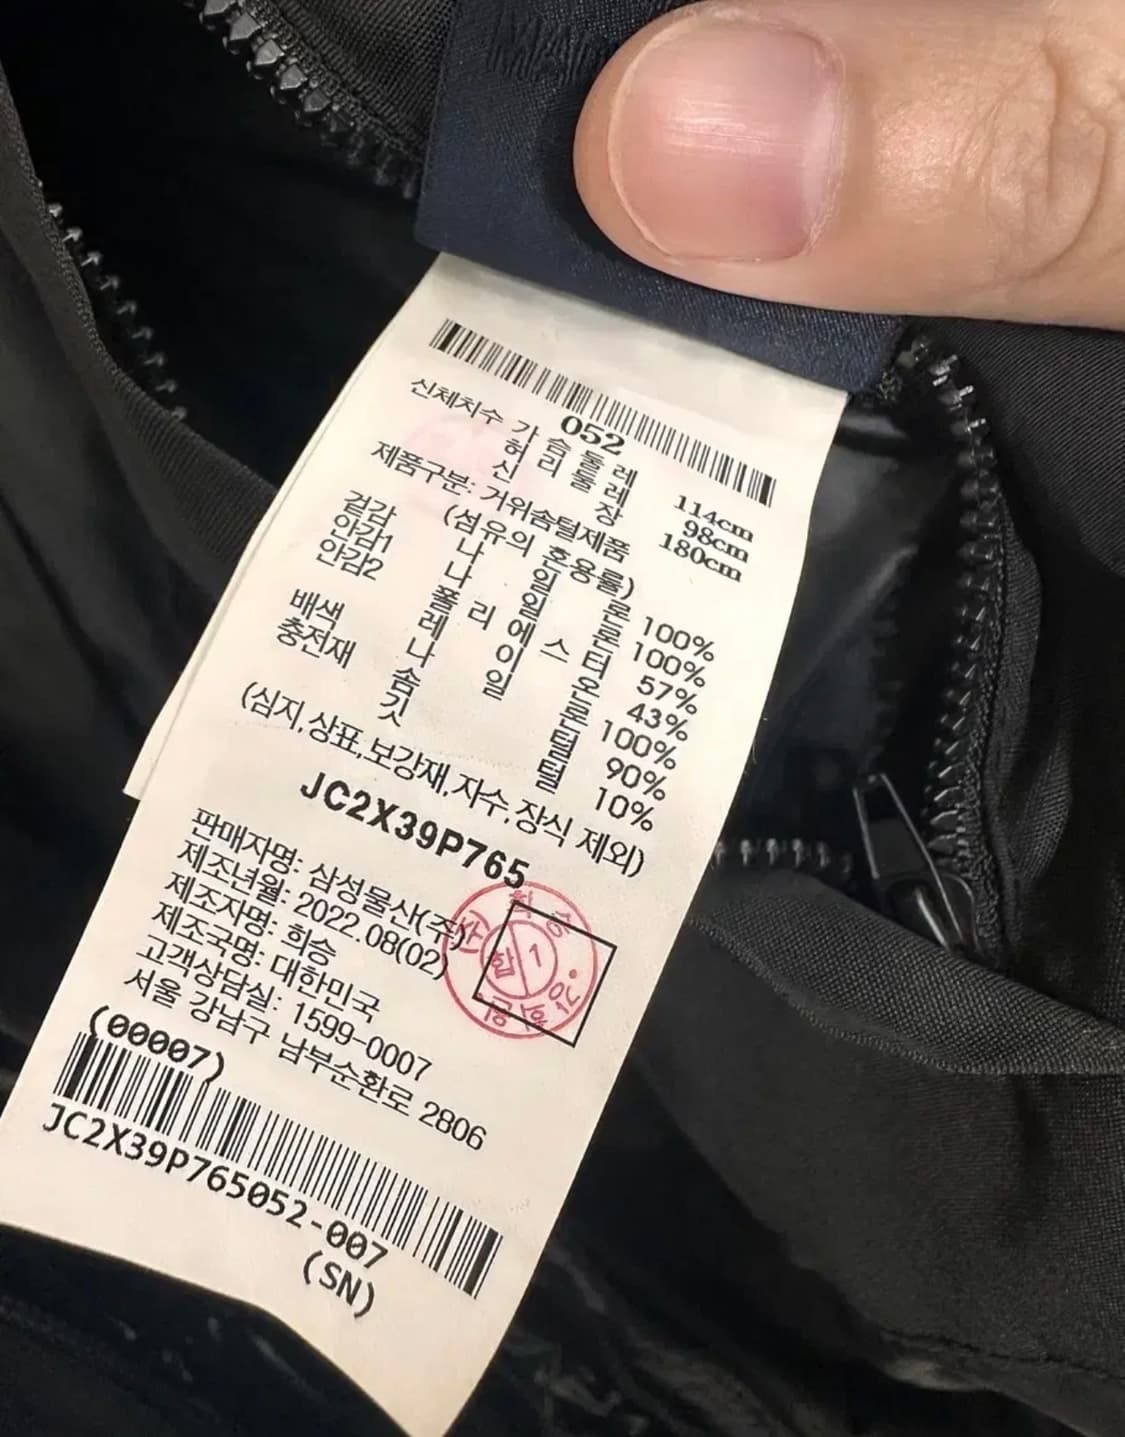 052
신체치수 가슴둘레 114cm
허리둘레 98cm
신장 180cm
제품구분: 거위솜털제품
(섬유의 혼용률)
겉감 나일론 100%
안감1 나일론 100%
안감2 폴리에스터 57%
레이온 43%
배색 나일론 100%
충전재 솜털 90%
깃털 10%
(심지,상표,보강재,자수,장식 제외)
JC2X39P765
판매자명: 삼성물산(주)
제조년월: 2022.08(02)
제조자명: 희승
제조국명: 대한민국
고객상담실: 1599-0007
서울 강남구 남부순환로 2806
(00007)
JC2X39P765052-007
(SN)
합 1